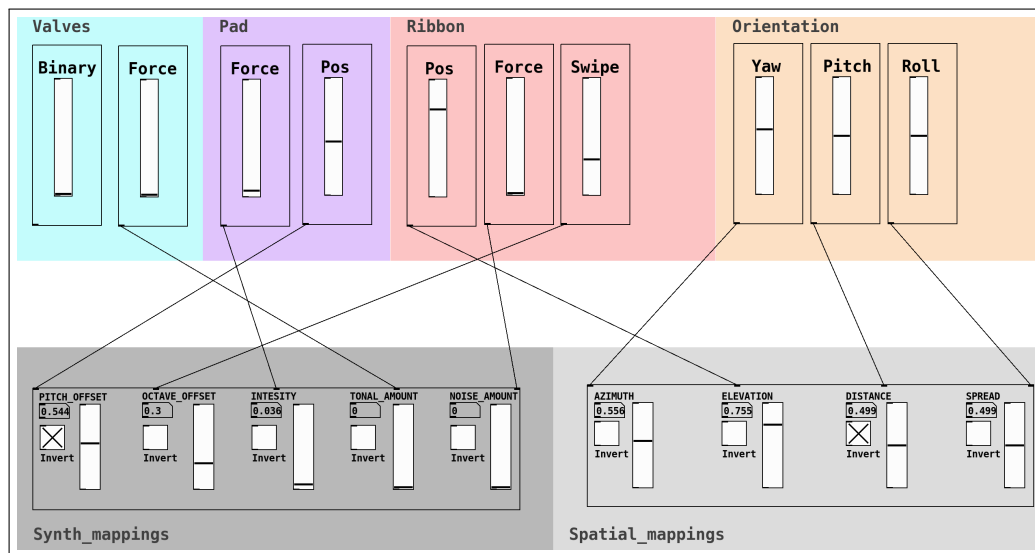 Valves
Pad
Ribbon
Orientation
Binary
Force
Force
Pos
Pos
Force
Swipe
Yaw
Pitch
Roll
PITCH_OFFSET
OCTAVE_OFFSET
INTESITY
TONAL_AMOUNT
NOISE_AMOUNT
AZIMUTH
ELEVATION
DISTANCE
SPREAD
0.544
0.3
0.036
0
0
0.556
0.755
0.499
0.499
Invert
Invert
Invert
Invert
Invert
Invert
Invert
Invert
Invert
Synth_mappings
Spatial_mappings